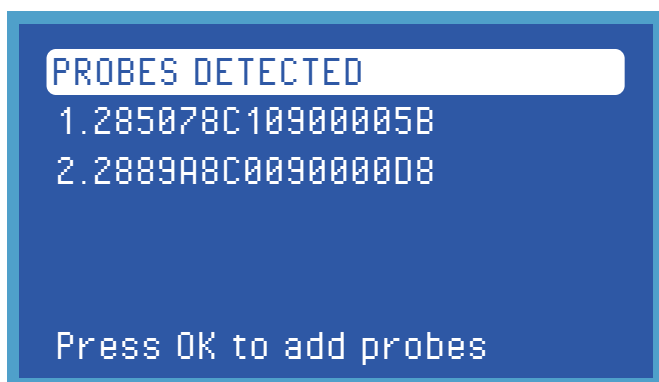 PROBES DETECTED
1.285078C10900005B
2.2889A8C0090000D8
Press OK to add probes